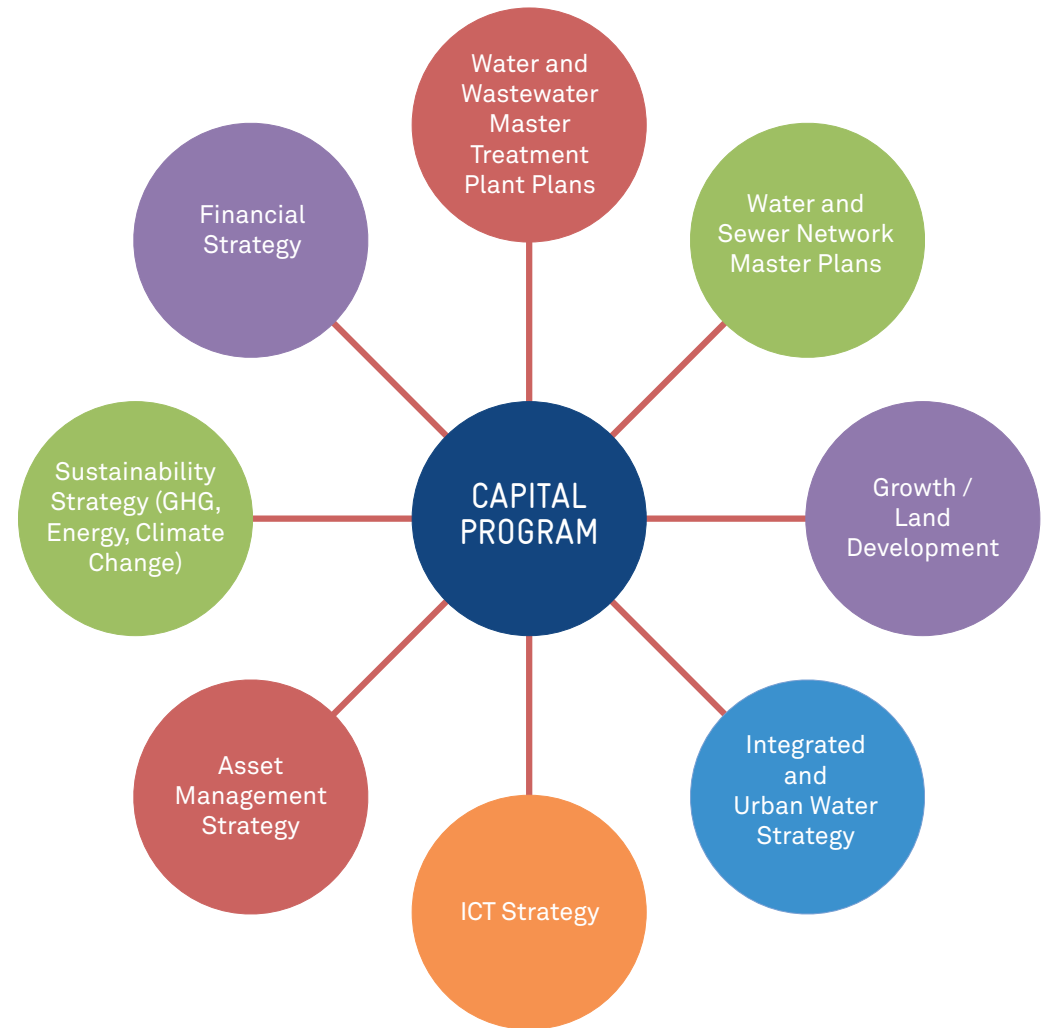 Water and
Wastewater
Master
Treatment
Plant Plans
Water and
Sewer Network
Master Plans
Growth /
Land
Development
Integrated
and
Urban Water
Strategy
ICT Strategy
Asset
Management
Strategy
Sustainability
Strategy (GHG,
Energy, Climate
Change)
Financial
Strategy
CAPITAL
PROGRAM